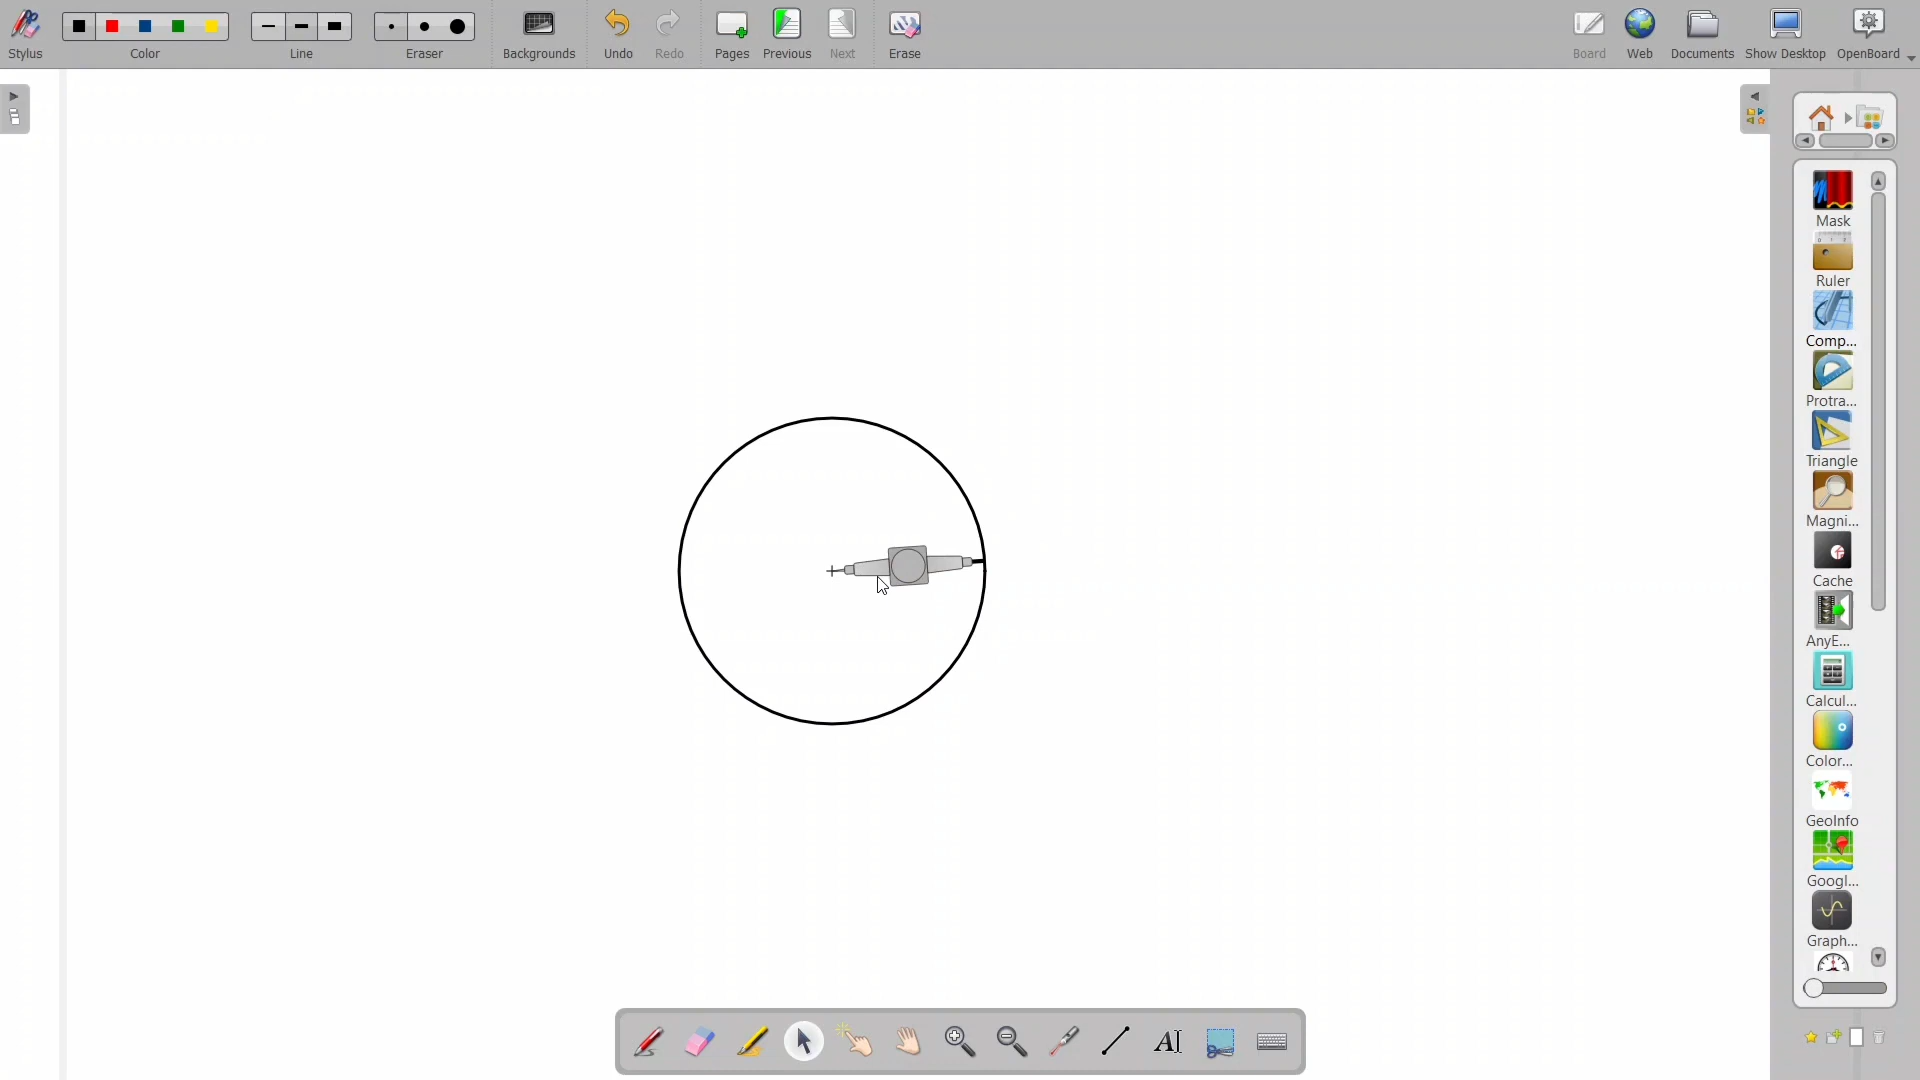 Stylus Color Line Eraser Backgrounds Undo Redo Pages Previous Next Erase Board Web Documents Show Desktop OpenBoard
Mask
Ruler
Comp...
Protra...
Triangle
Magni...
Cache
AnyE...
Calcul...
Color...
GeoInfo
Googl...
Graph...